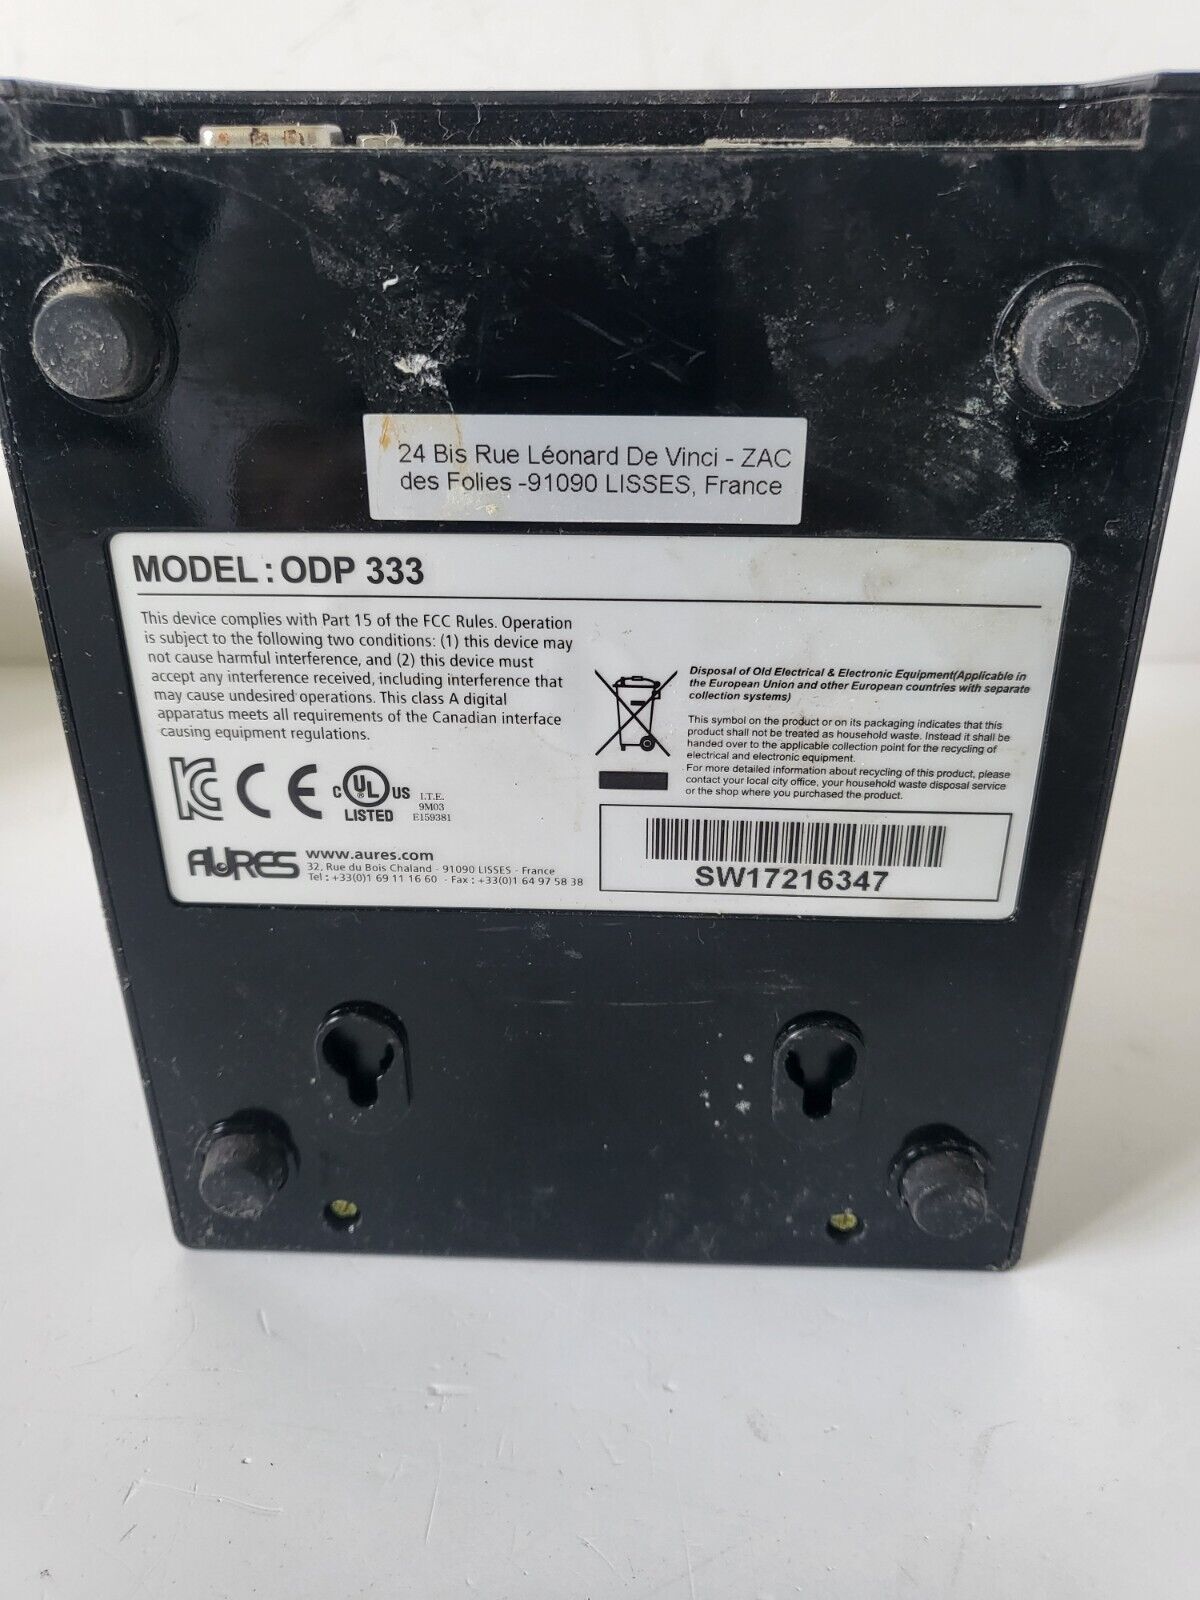 24 Bis Rue Léonard De Vinci - ZAC
des Folies -91090 LISSES, France
MODEL : ODP 333
This device complies with Part 15 of the FCC Rules. Operation
is subject to the following two conditions: (1) this device may
not cause harmful interference, and (2) this device must
accept any interference received, including interference that
may cause undesired operations. This class A digital
apparatus meets all requirements of the Canadian interface
causing equipment regulations.
Disposal of Old Electrical & Electronic Equipment(Applicable in
the European Union and other European countries with separate
collection systems)
This symbol on the product or on its packaging indicates that this
product shall not be treated as household waste. Instead it shall be
handed over to the applicable collection point for the recycling of
electrical and electronic equipment.
For more detailed information about recycling of this product, please
contact your local city office, your household waste disposal service
or the shop where you purchased the product.
KC CE C UL ® US
LISTED
I.T.E.
9M03
E159381
AURES
www.aures.com
32, Rue du Bois Chaland - 91090 LISSES - France
Tel : +33(0)1 69 11 16 60 - Fax : +33(0)1 64 97 58 38
SW17216347